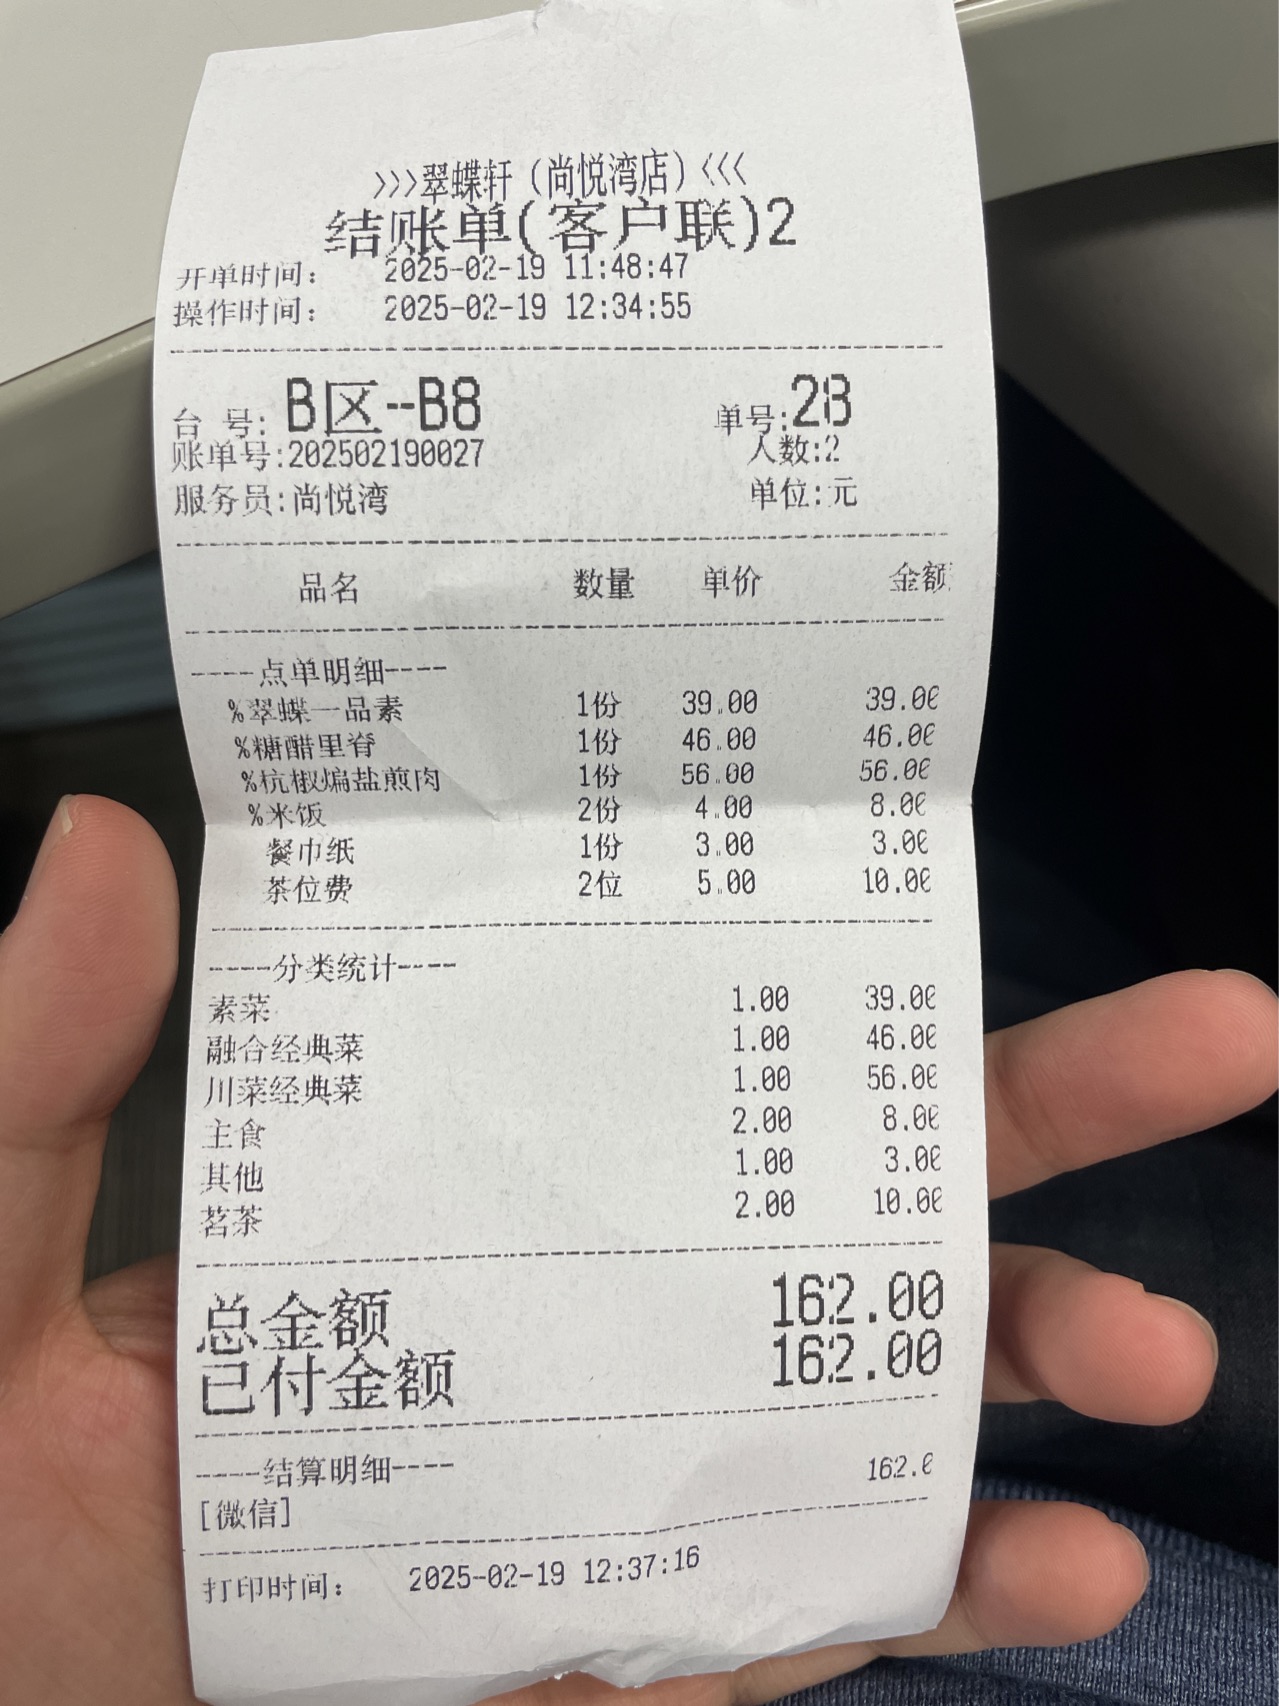 >>>翠蝶轩（尚悦湾店）<<<
结账单(客户联)2
开单时间： 2025-02-19 11:48:47
操作时间： 2025-02-19 12:34:55
台 号: B区--B8 单号:28
账单号:202502190027 人数:2
服务员:尚悦湾 单位:元
品名 数量 单价 金额
----点单明细----
%翠蝶一品素 1份 39.00 39.00
%糖醋里脊 1份 46.00 46.00
%杭椒煸盐煎肉 1份 56.00 56.00
%米饭 2份 4.00 8.00
餐巾纸 1份 3.00 3.00
茶位费 2位 5.00 10.00
----分类统计----
素菜 1.00 39.00
融合经典菜 1.00 46.00
川菜经典菜 1.00 56.00
主食 2.00 8.00
其他 1.00 3.00
茗茶 2.00 10.00
总金额 162.00
已付金额 162.00
----结算明细----
[微信] 162.0
打印时间： 2025-02-19 12:37:16